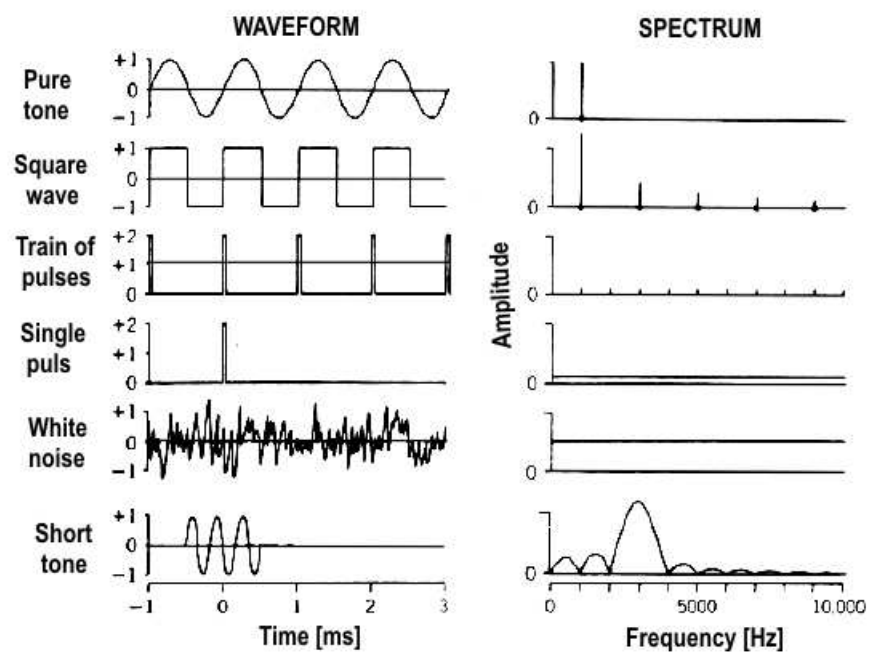 WAVEFORM SPECTRUM
Pure
tone
+1
0
-1
0
Square
wave
+1
0
-1
0
Train of
pulses
+2
+1
0
0
Single
puls
+2
+1
0
0
White
noise
+1
0
-1
0
Short
tone
+1
0
-1
0
Amplitude
-1 0 1 2 3
0 5000 10.000
Time [ms] Frequency [Hz]